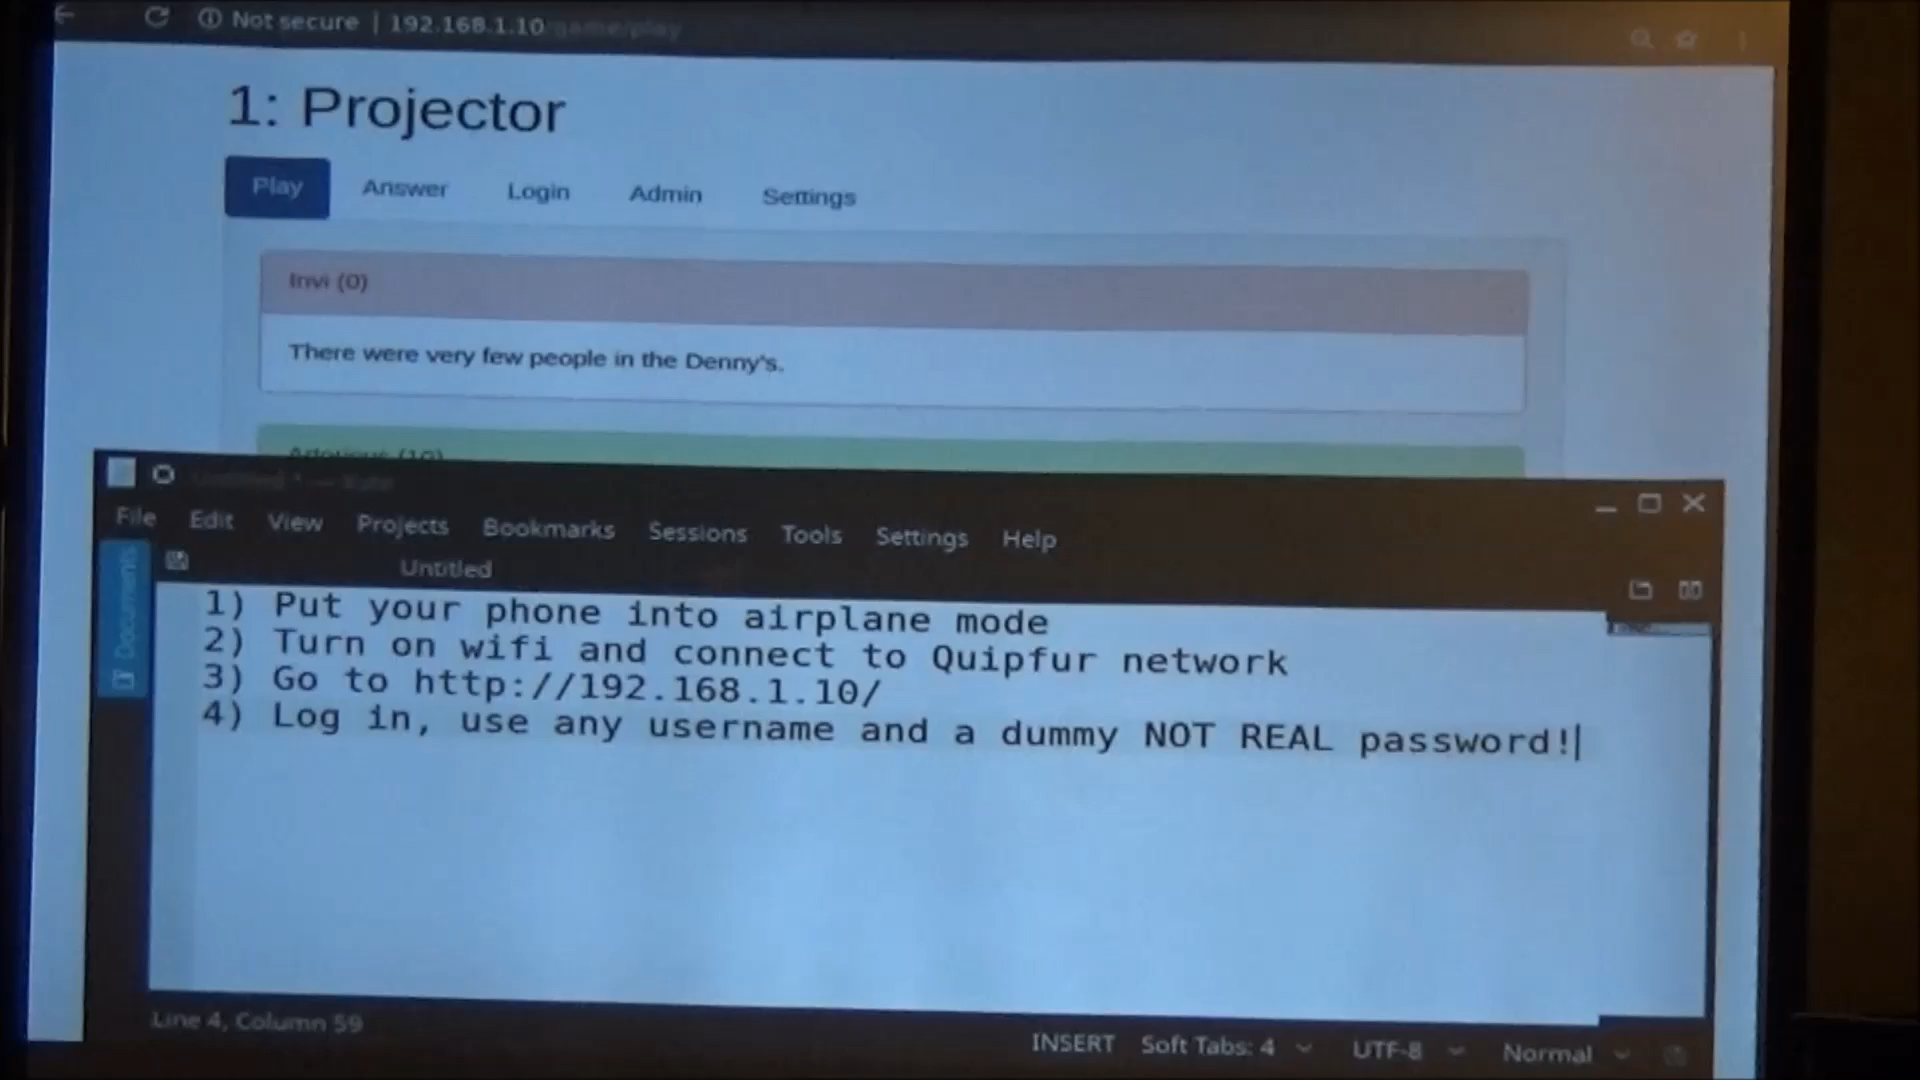 Not secure | 192.168.1.10/game/play
1: Projector
Play Answer Login Admin Settings
Invi (0)
There were very few people in the Denny's.
File Edit View Projects Bookmarks Sessions Tools Settings Help
Untitled
Documents
1) Put your phone into airplane mode
2) Turn on wifi and connect to Quipfur network
3) Go to http://192.168.1.10/
4) Log in, use any username and a dummy NOT REAL password!
Line 4, Column 59
INSERT Soft Tabs: 4 UTF-8 Normal